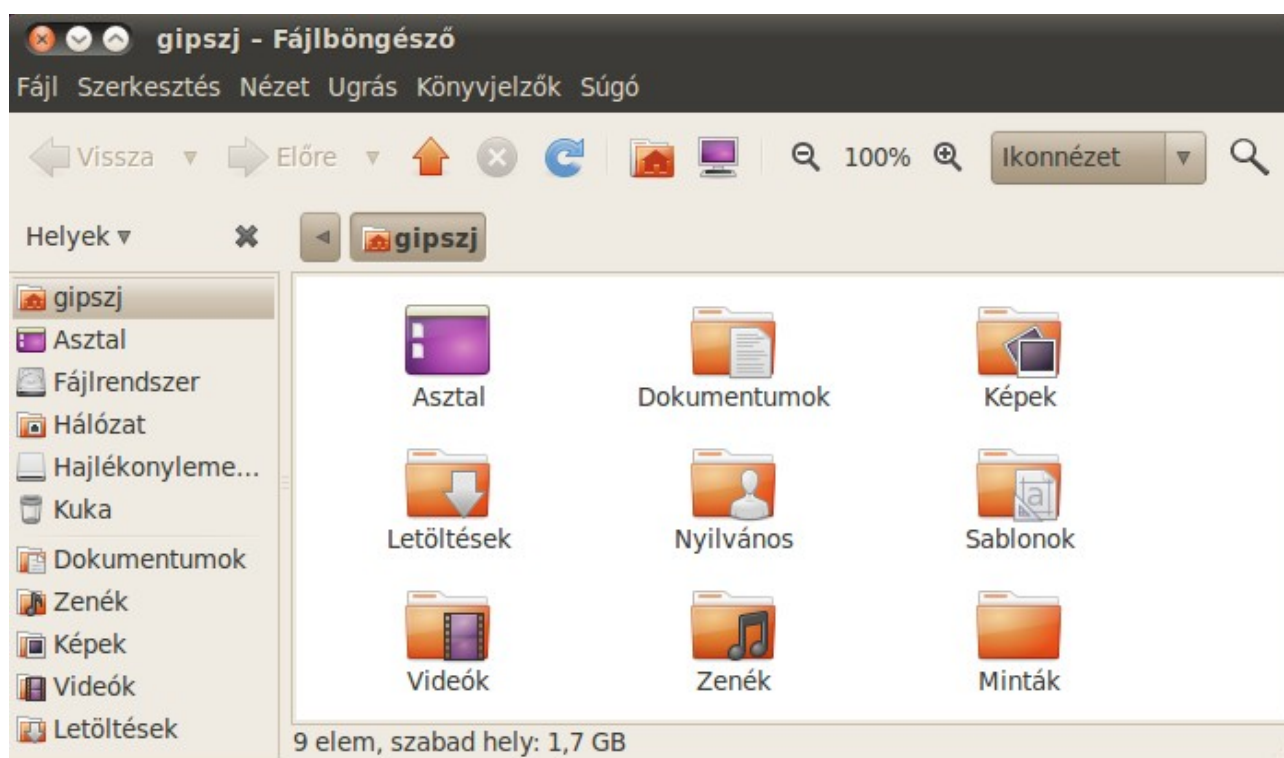 gipszj – Fájlböngésző
Fájl Szerkesztés Nézet Ugrás Könyvjelzők Súgó
Vissza Előre 100% Ikonnézet
Helyek gipszj
gipszj
Asztal
Fájlrendszer
Hálózat
Hajlékonyleme...
Kuka
Dokumentumok
Zenék
Képek
Videók
Letöltések
Asztal Dokumentumok Képek
Letöltések Nyilvános Sablonok
Videók Zenék Minták
9 elem, szabad hely: 1,7 GB